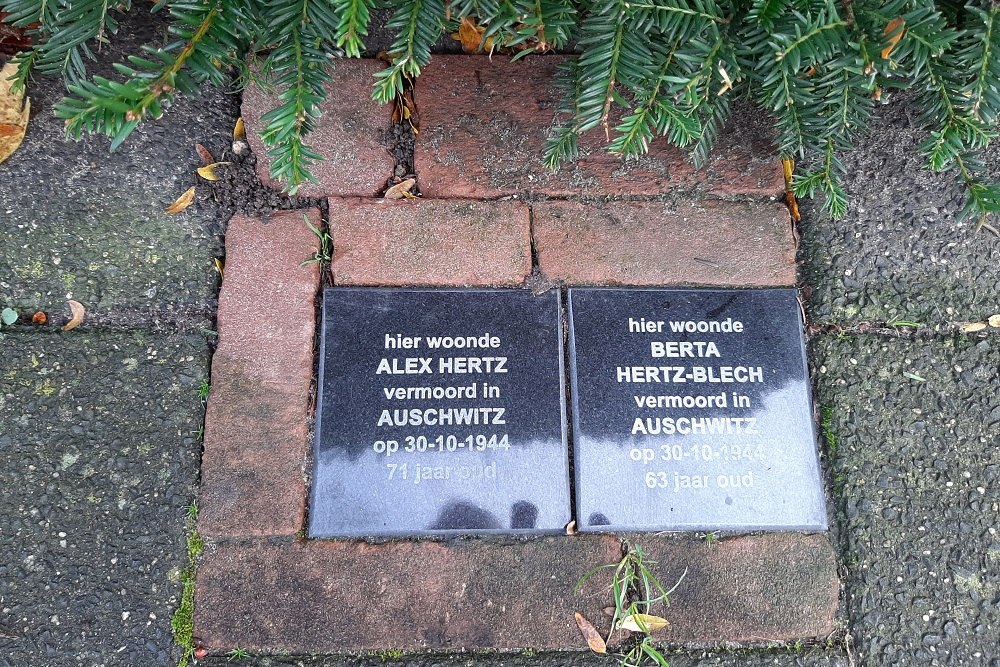 hier woonde
ALEX HERTZ
vermoord in
AUSCHWITZ
op 30-10-1944
71 jaar oud
hier woonde
BERTA
HERTZ-BLECH
vermoord in
AUSCHWITZ
op 30-10-1944
63 jaar oud